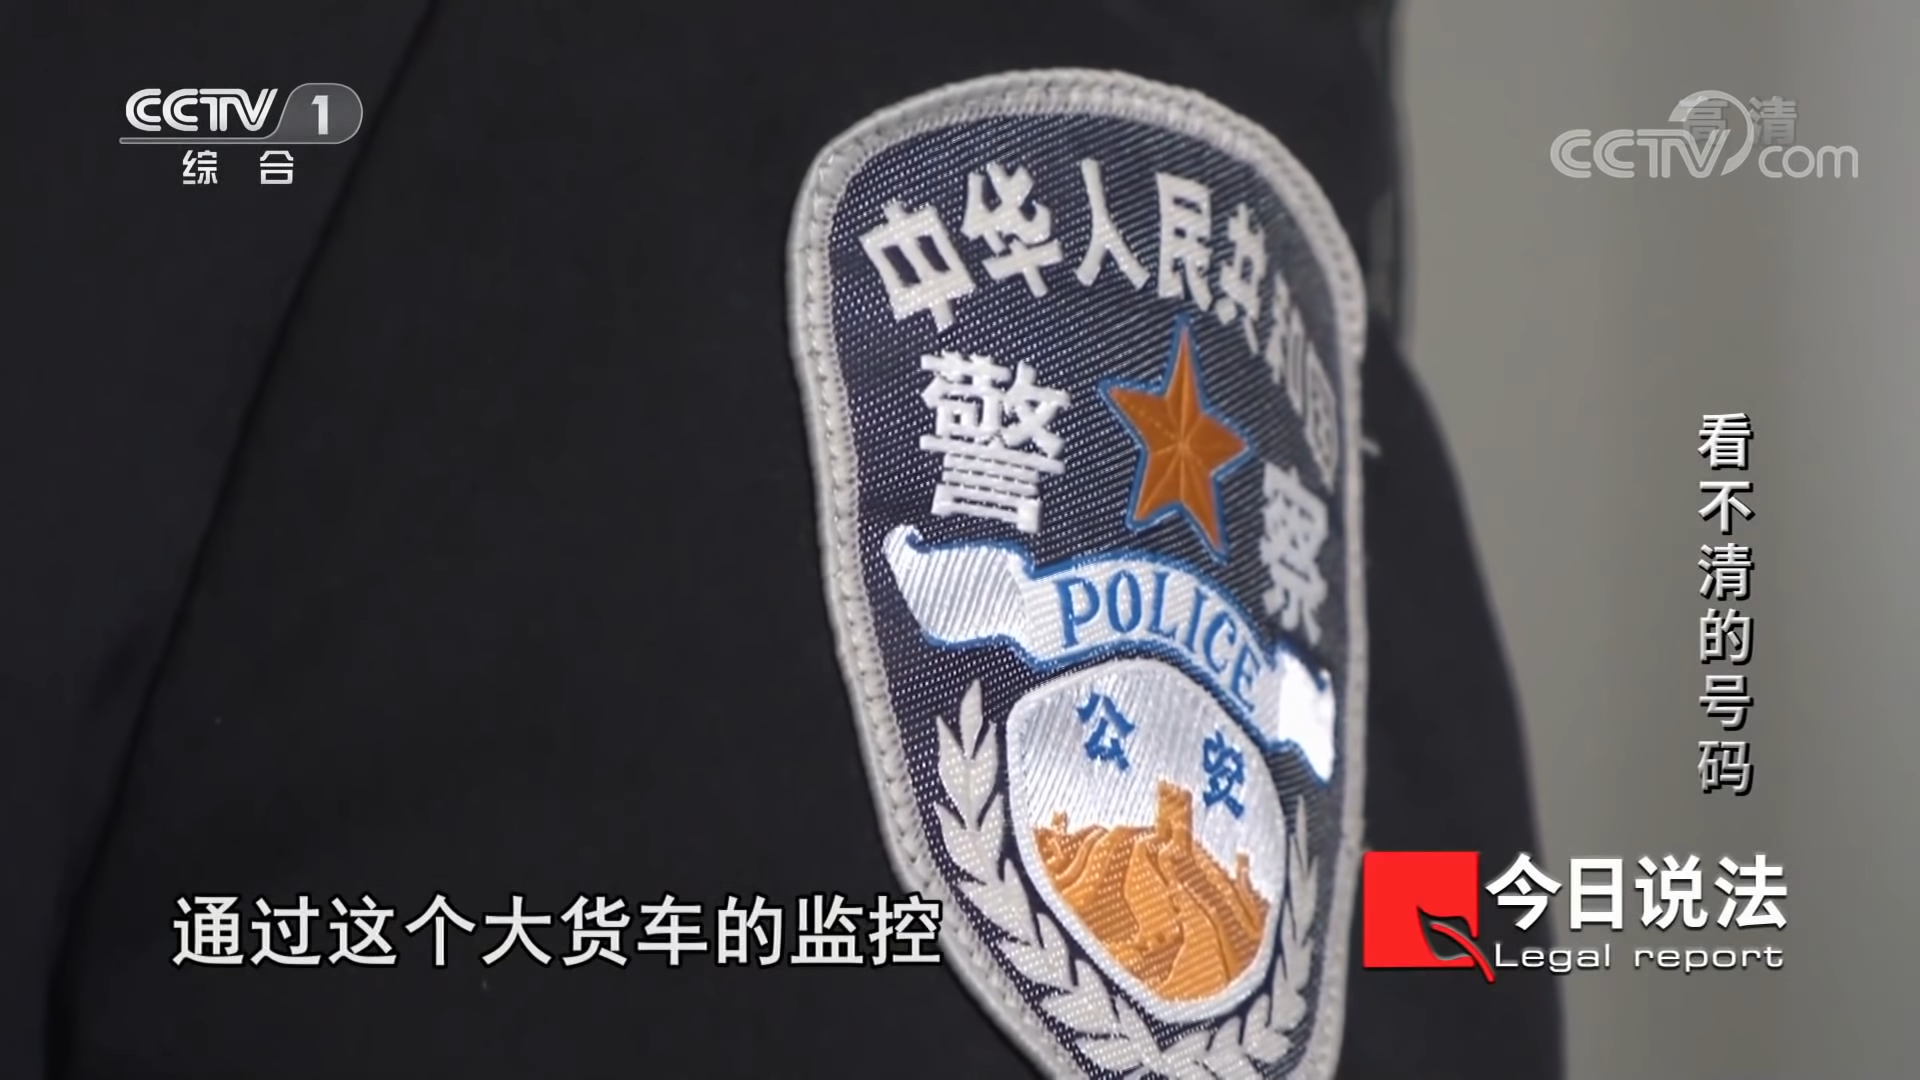 CCTV 1
综合
高清
CCTV.com
中华人民共和国
警察
POLICE
公安
看不清的号码
通过这个大货车的监控
今日说法
Legal report